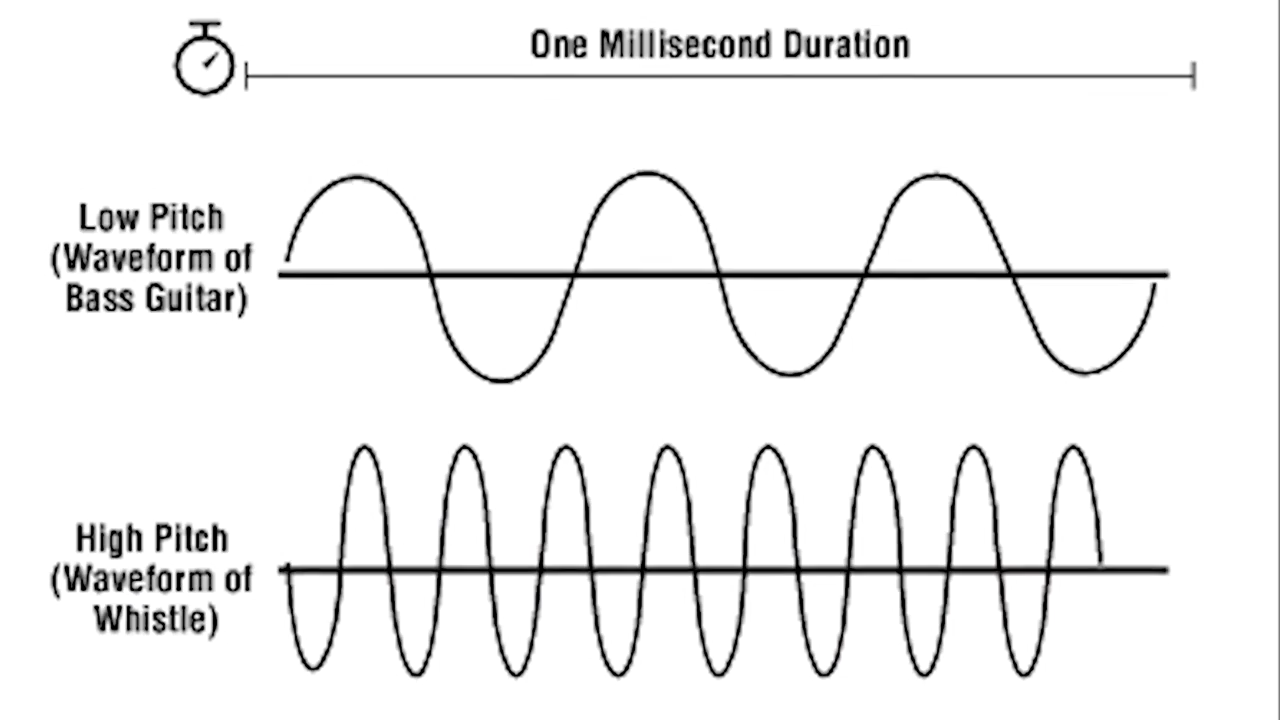 One Millisecond Duration
Low Pitch
(Waveform of
Bass Guitar)
High Pitch
(Waveform of
Whistle)